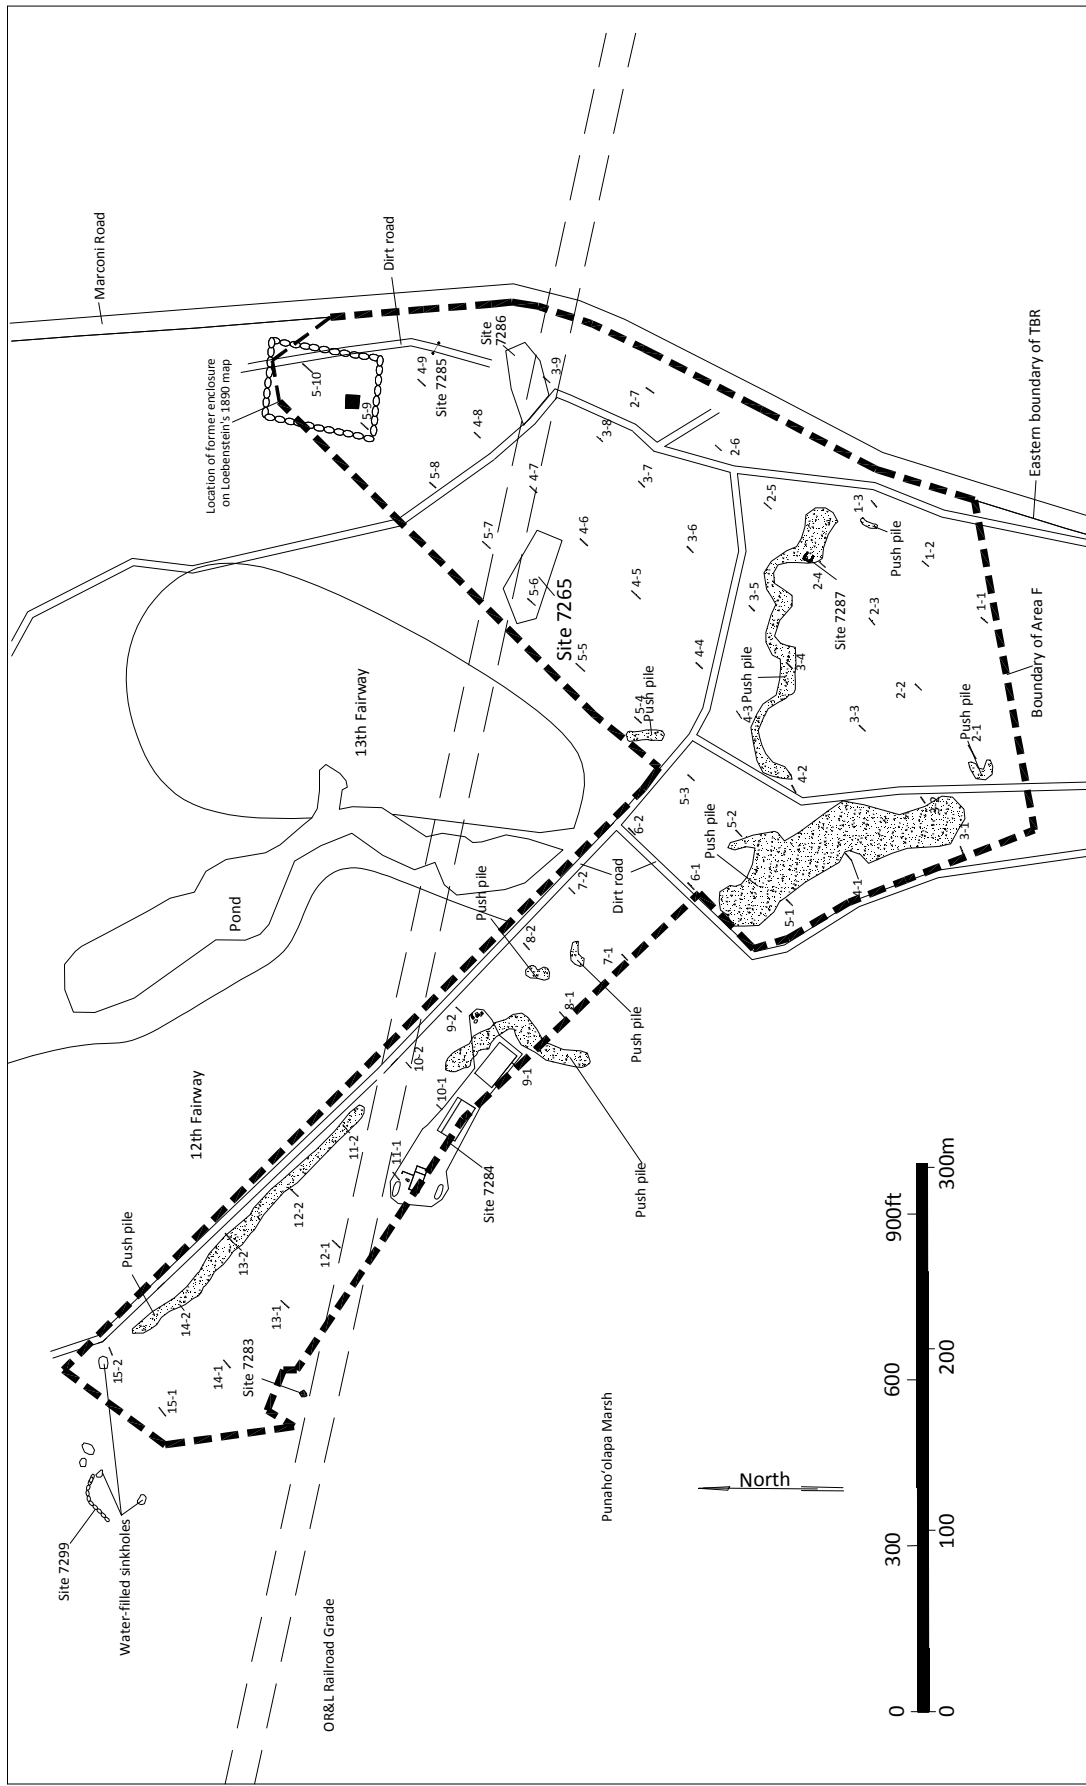 Marconi Road
Dirt road
Location of former enclosure
on Loebenstein's 1890 map
5-10
5-9
4-9
Site 7285
Site
7286
3-9
4-8
5-8
4-7
3-8
2-7
2-6
3-7
5-7
4-6
3-6
2-5
1-3
Push pile
Eastern boundary of TBR
5-6
Site 7265
4-5
3-5
2-4
Site 7287
2-3
1-2
1-1
Boundary of Area F
13th Fairway
5-5
5-4
Push pile
4-4
4-3
Push pile
3-4
3-3
2-2
Push pile
2-1
4-2
5-3
5-2
Push pile
3-2
3-1
4-1
5-1
6-2
6-1
Dirt road
Pond
Push pile
7-2
8-2
7-1
8-1
Push pile
9-2
9-1
Push pile
10-2
10-1
11-1
Site 7284
12th Fairway
11-2
12-2
13-2
14-2
Push pile
12-1
13-1
14-1
Site 7283
15-2
15-1
Site 7299
Water-filled sinkholes
OR&L Railroad Grade
Punaho‘olapa Marsh
North
0 300 600 900ft
0 100 200 300m